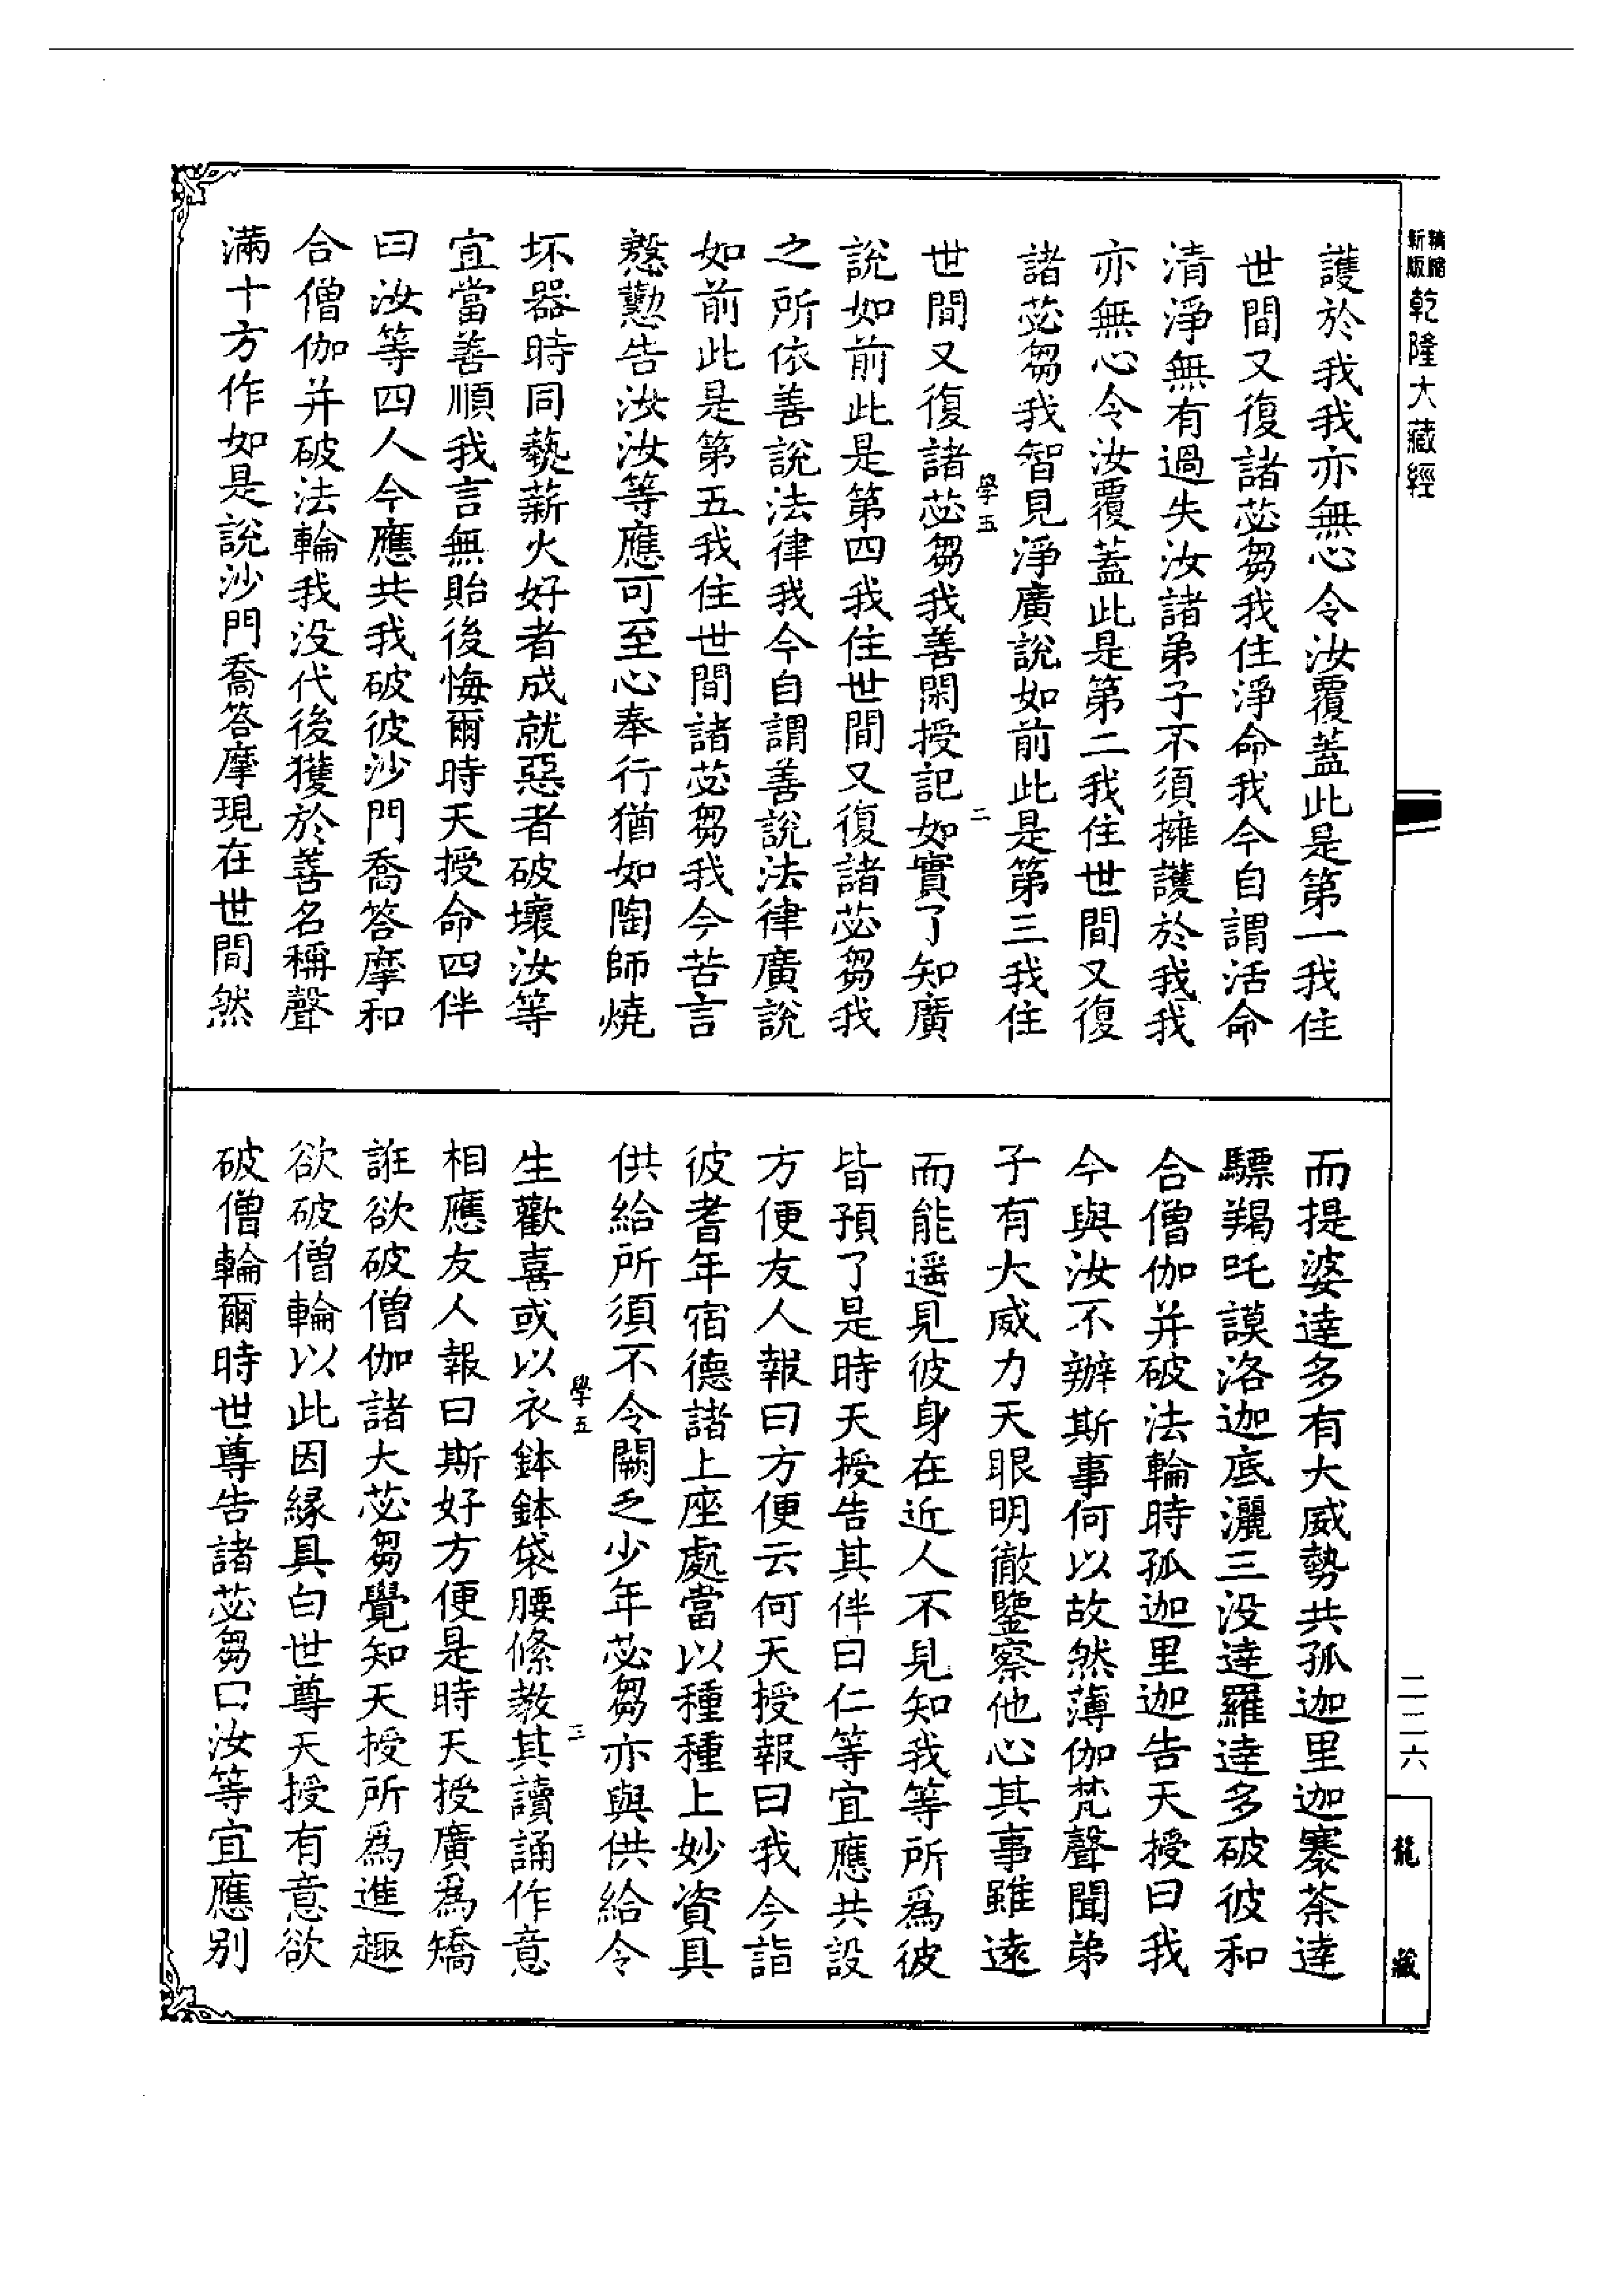 精縮新版乾隆大藏經
護於我我亦無心令汝覆蓋此是第一我住
世間又復諸苾芻我住淨命我今自謂活命
清淨無有過失汝諸弟子不須擁護於我我
亦無心令汝覆蓋此是第二我住世間又復
諸苾芻我智見淨廣說如前此是第三我住
學五 二
世間又復諸苾芻我善閑授記如實了知廣
說如前此是第四我住世間又復諸苾芻我
之所依善說法律我今自謂善說法律廣說
如前此是第五我住世間諸苾芻我今苦言
慇懃告汝汝等應可至心奉行猶如陶師燒
坏器時同爇薪火好者成就惡者破壞汝等
宜當善順我言無貽後悔爾時天授命四伴
曰汝等四人今應共我破彼沙門喬答摩和
合僧伽并破法輪我没代後獲於善名稱聲
滿十方作如是說沙門喬答摩現在世間然
而提婆達多有大威勢共孤迦里迦褰荼達
驃羯吒謨洛迦底灑三没達羅達多破彼和
合僧伽并破法輪時孤迦里迦告天授曰我
今與汝不辦斯事何以故然薄伽梵聲聞弟
子有大威力天眼明徹鑒察他心其事雖遠
而能遥見彼身在近人不見知我等所爲彼
皆預了是時天授告其伴曰仁等宜應共設
方便友人報曰方便云何天授報曰我今詣
彼耆年宿德諸上座處當以種種上妙資具
供給所須不令闕乏少年苾芻亦與供給令
學五 三
生歡喜或以衣鉢鉢袋腰絛教其讀誦作意
相應友人報曰斯好方便是時天授廣爲矯
誑欲破僧伽諸大苾芻覺知天授所爲進趣
欲破僧輪以此因緣具白世尊天授有意欲
破僧輪爾時世尊告諸苾芻曰汝等宜應別
二二六
龍藏